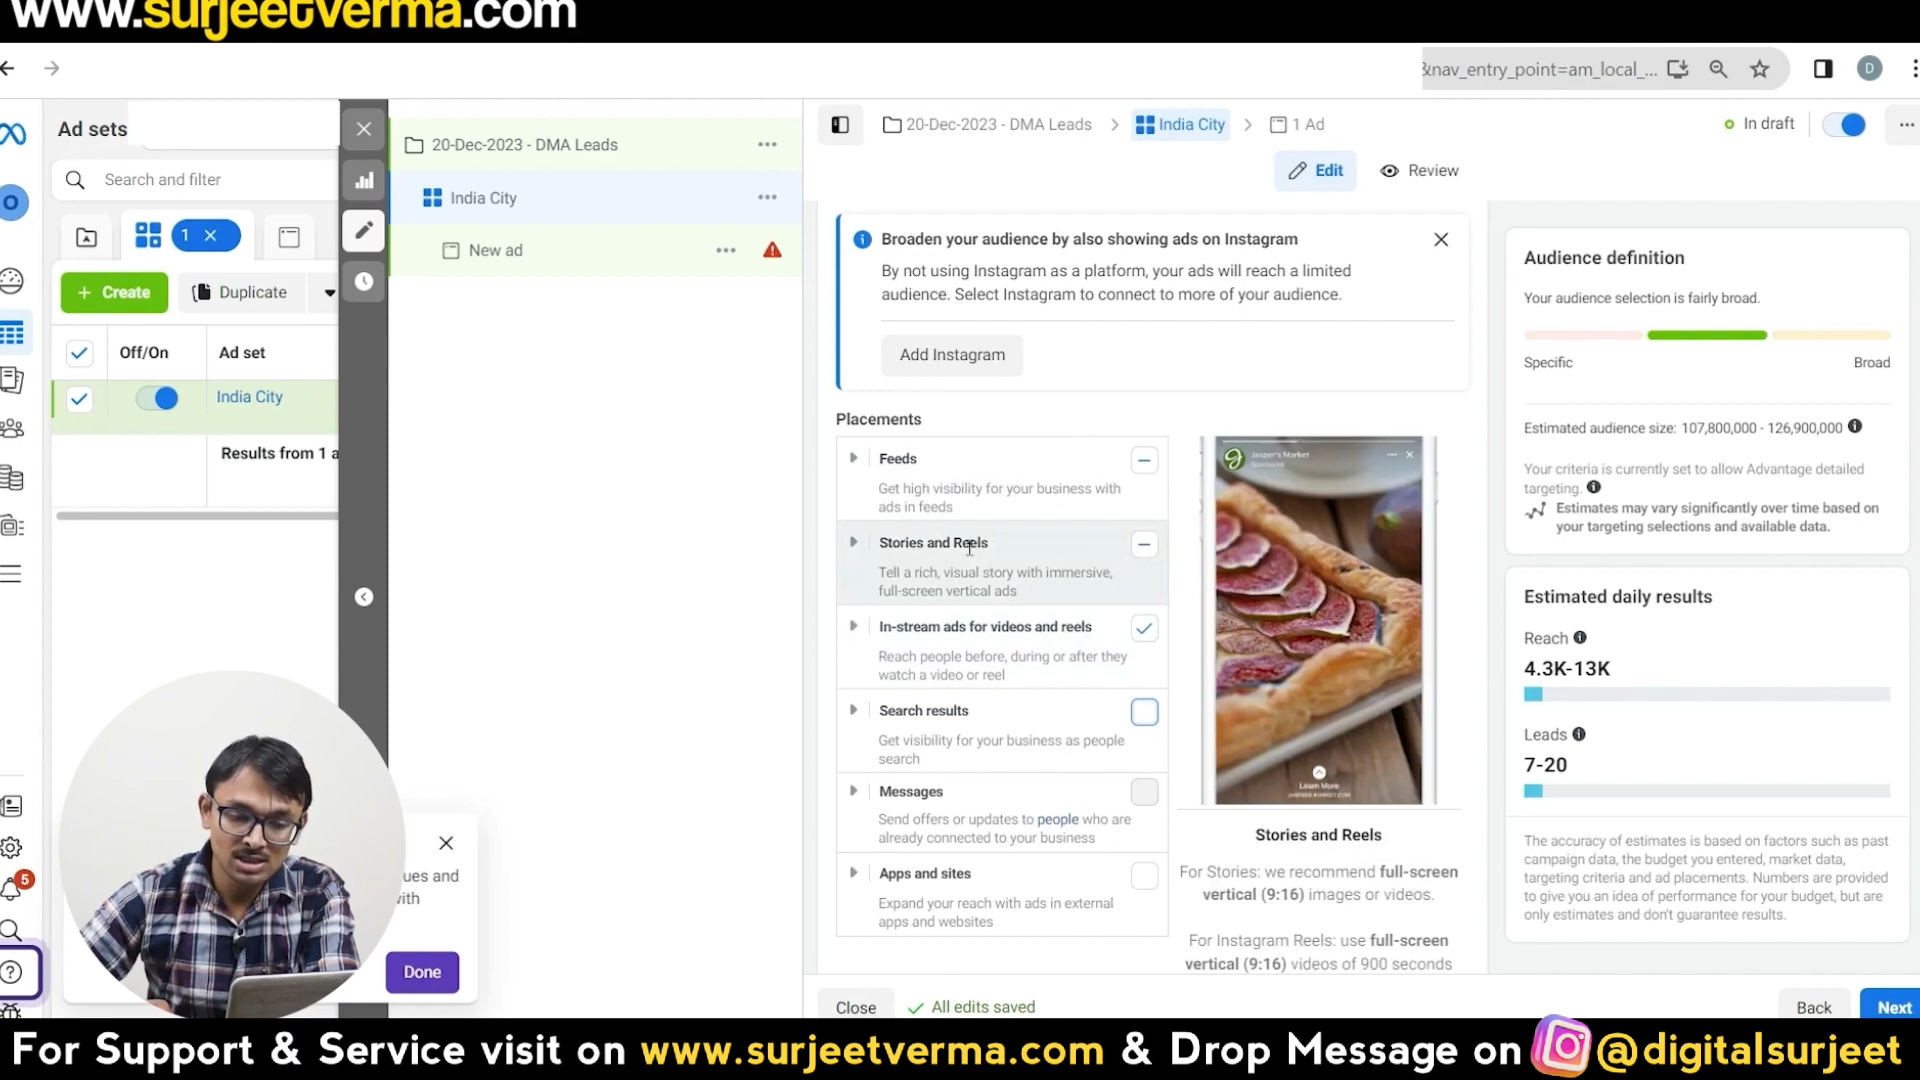 www.surjeetverma.com
&nav_entry_point=am_local_...
D
Ad sets
Search and filter
1
+ Create
Duplicate
Off/On
Ad set
India City
Results from 1 a
O
20-Dec-2023 - DMA Leads
India City
New ad
20-Dec-2023 - DMA Leads
India City
1 Ad
In draft
Edit
Review
Broaden your audience by also showing ads on Instagram
By not using Instagram as a platform, your ads will reach a limited
audience. Select Instagram to connect to more of your audience.
Add Instagram
Placements
Feeds
Get high visibility for your business with
ads in feeds
Stories and Reels
Tell a rich, visual story with immersive,
full-screen vertical ads
In-stream ads for videos and reels
Reach people before, during or after they
watch a video or reel
Search results
Get visibility for your business as people
search
Messages
Send offers or updates to people who are
already connected to your business
Apps and sites
Expand your reach with ads in external
apps and websites
Jasper's Market
Sponsored
Learn More
Stories and Reels
For Stories: we recommend full-screen
vertical (9:16) images or videos.
For Instagram Reels: use full-screen
vertical (9:16) videos of 900 seconds
Audience definition
Your audience selection is fairly broad.
Specific
Broad
Estimated audience size: 107,800,000 - 126,900,000
Your criteria is currently set to allow Advantage detailed
targeting.
Estimates may vary significantly over time based on
your targeting selections and available data.
Estimated daily results
Reach
4.3K-13K
Leads
7-20
The accuracy of estimates is based on factors such as past
campaign data, the budget you entered, market data,
targeting criteria and ad placements. Numbers are provided
to give you an idea of performance for your budget, but are
only estimates and don't guarantee results.
5
ues and
with
Done
Close
All edits saved
Back
Next
For Support & Service visit on www.surjeetverma.com & Drop Message on @digitalsurjeet